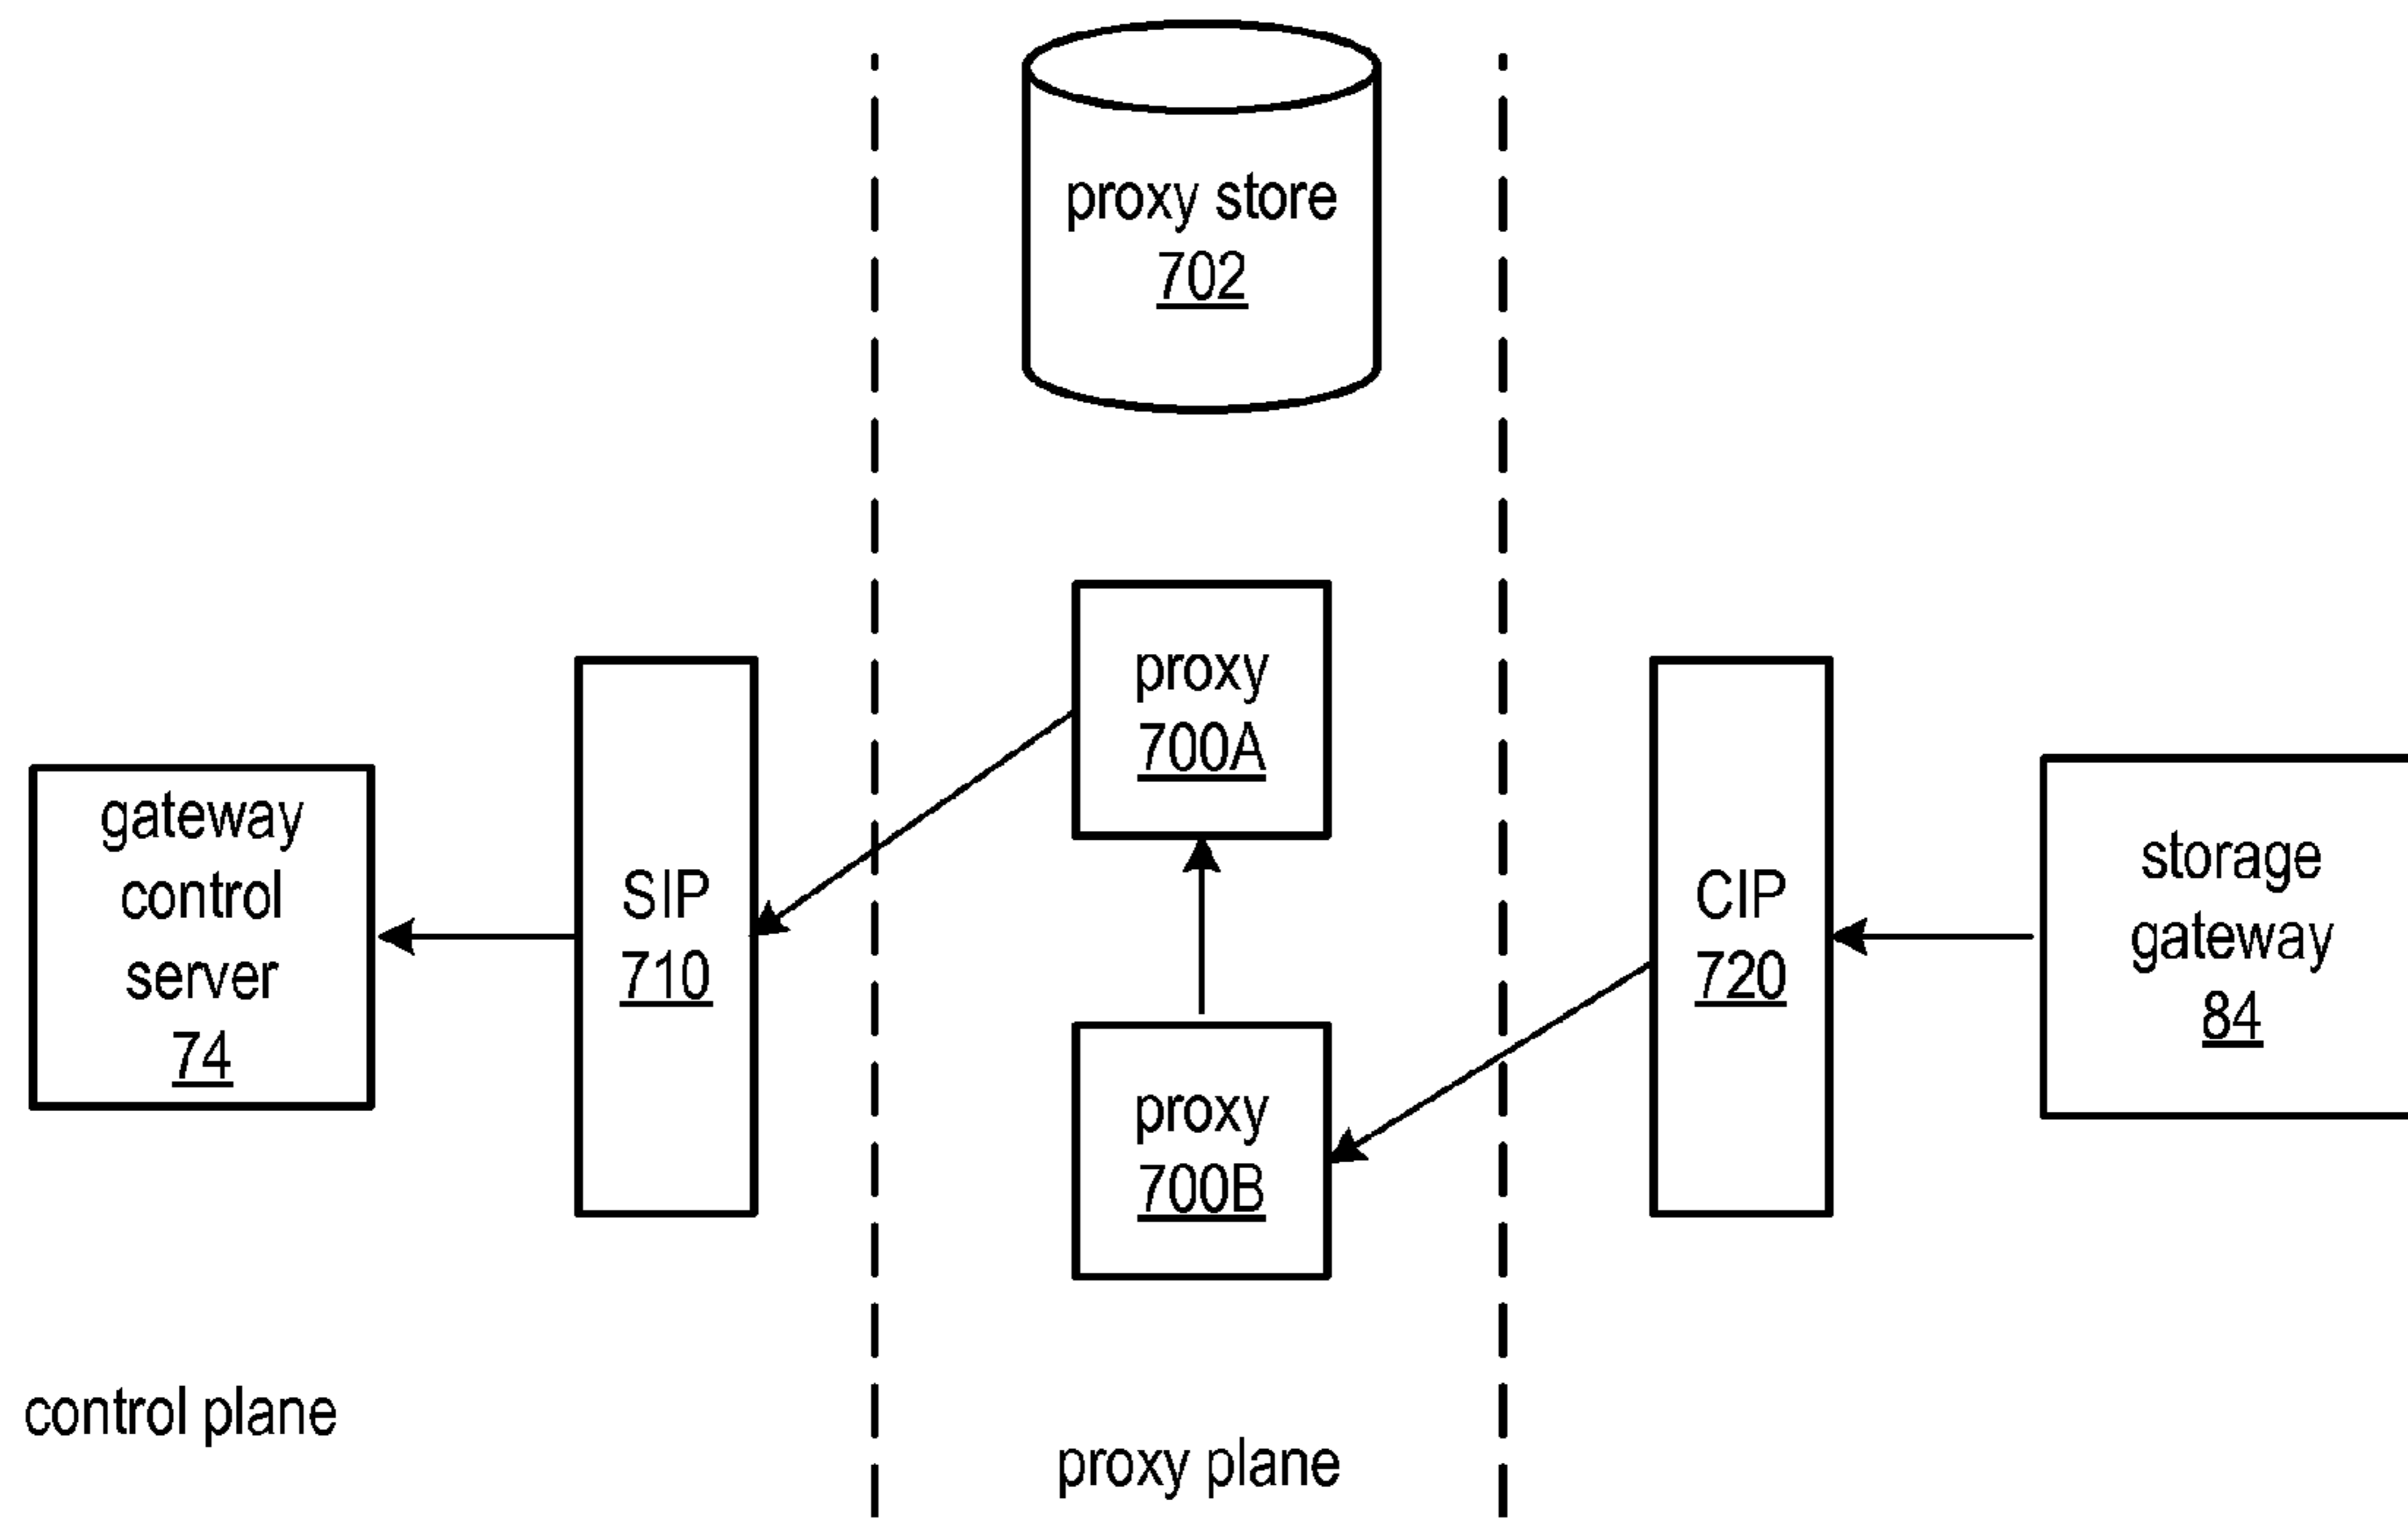 proxy store
702
proxy
700A
gateway
control
server
74
SIP
710
CIP
720
storage
gateway
84
proxy
700B
control plane
proxy plane